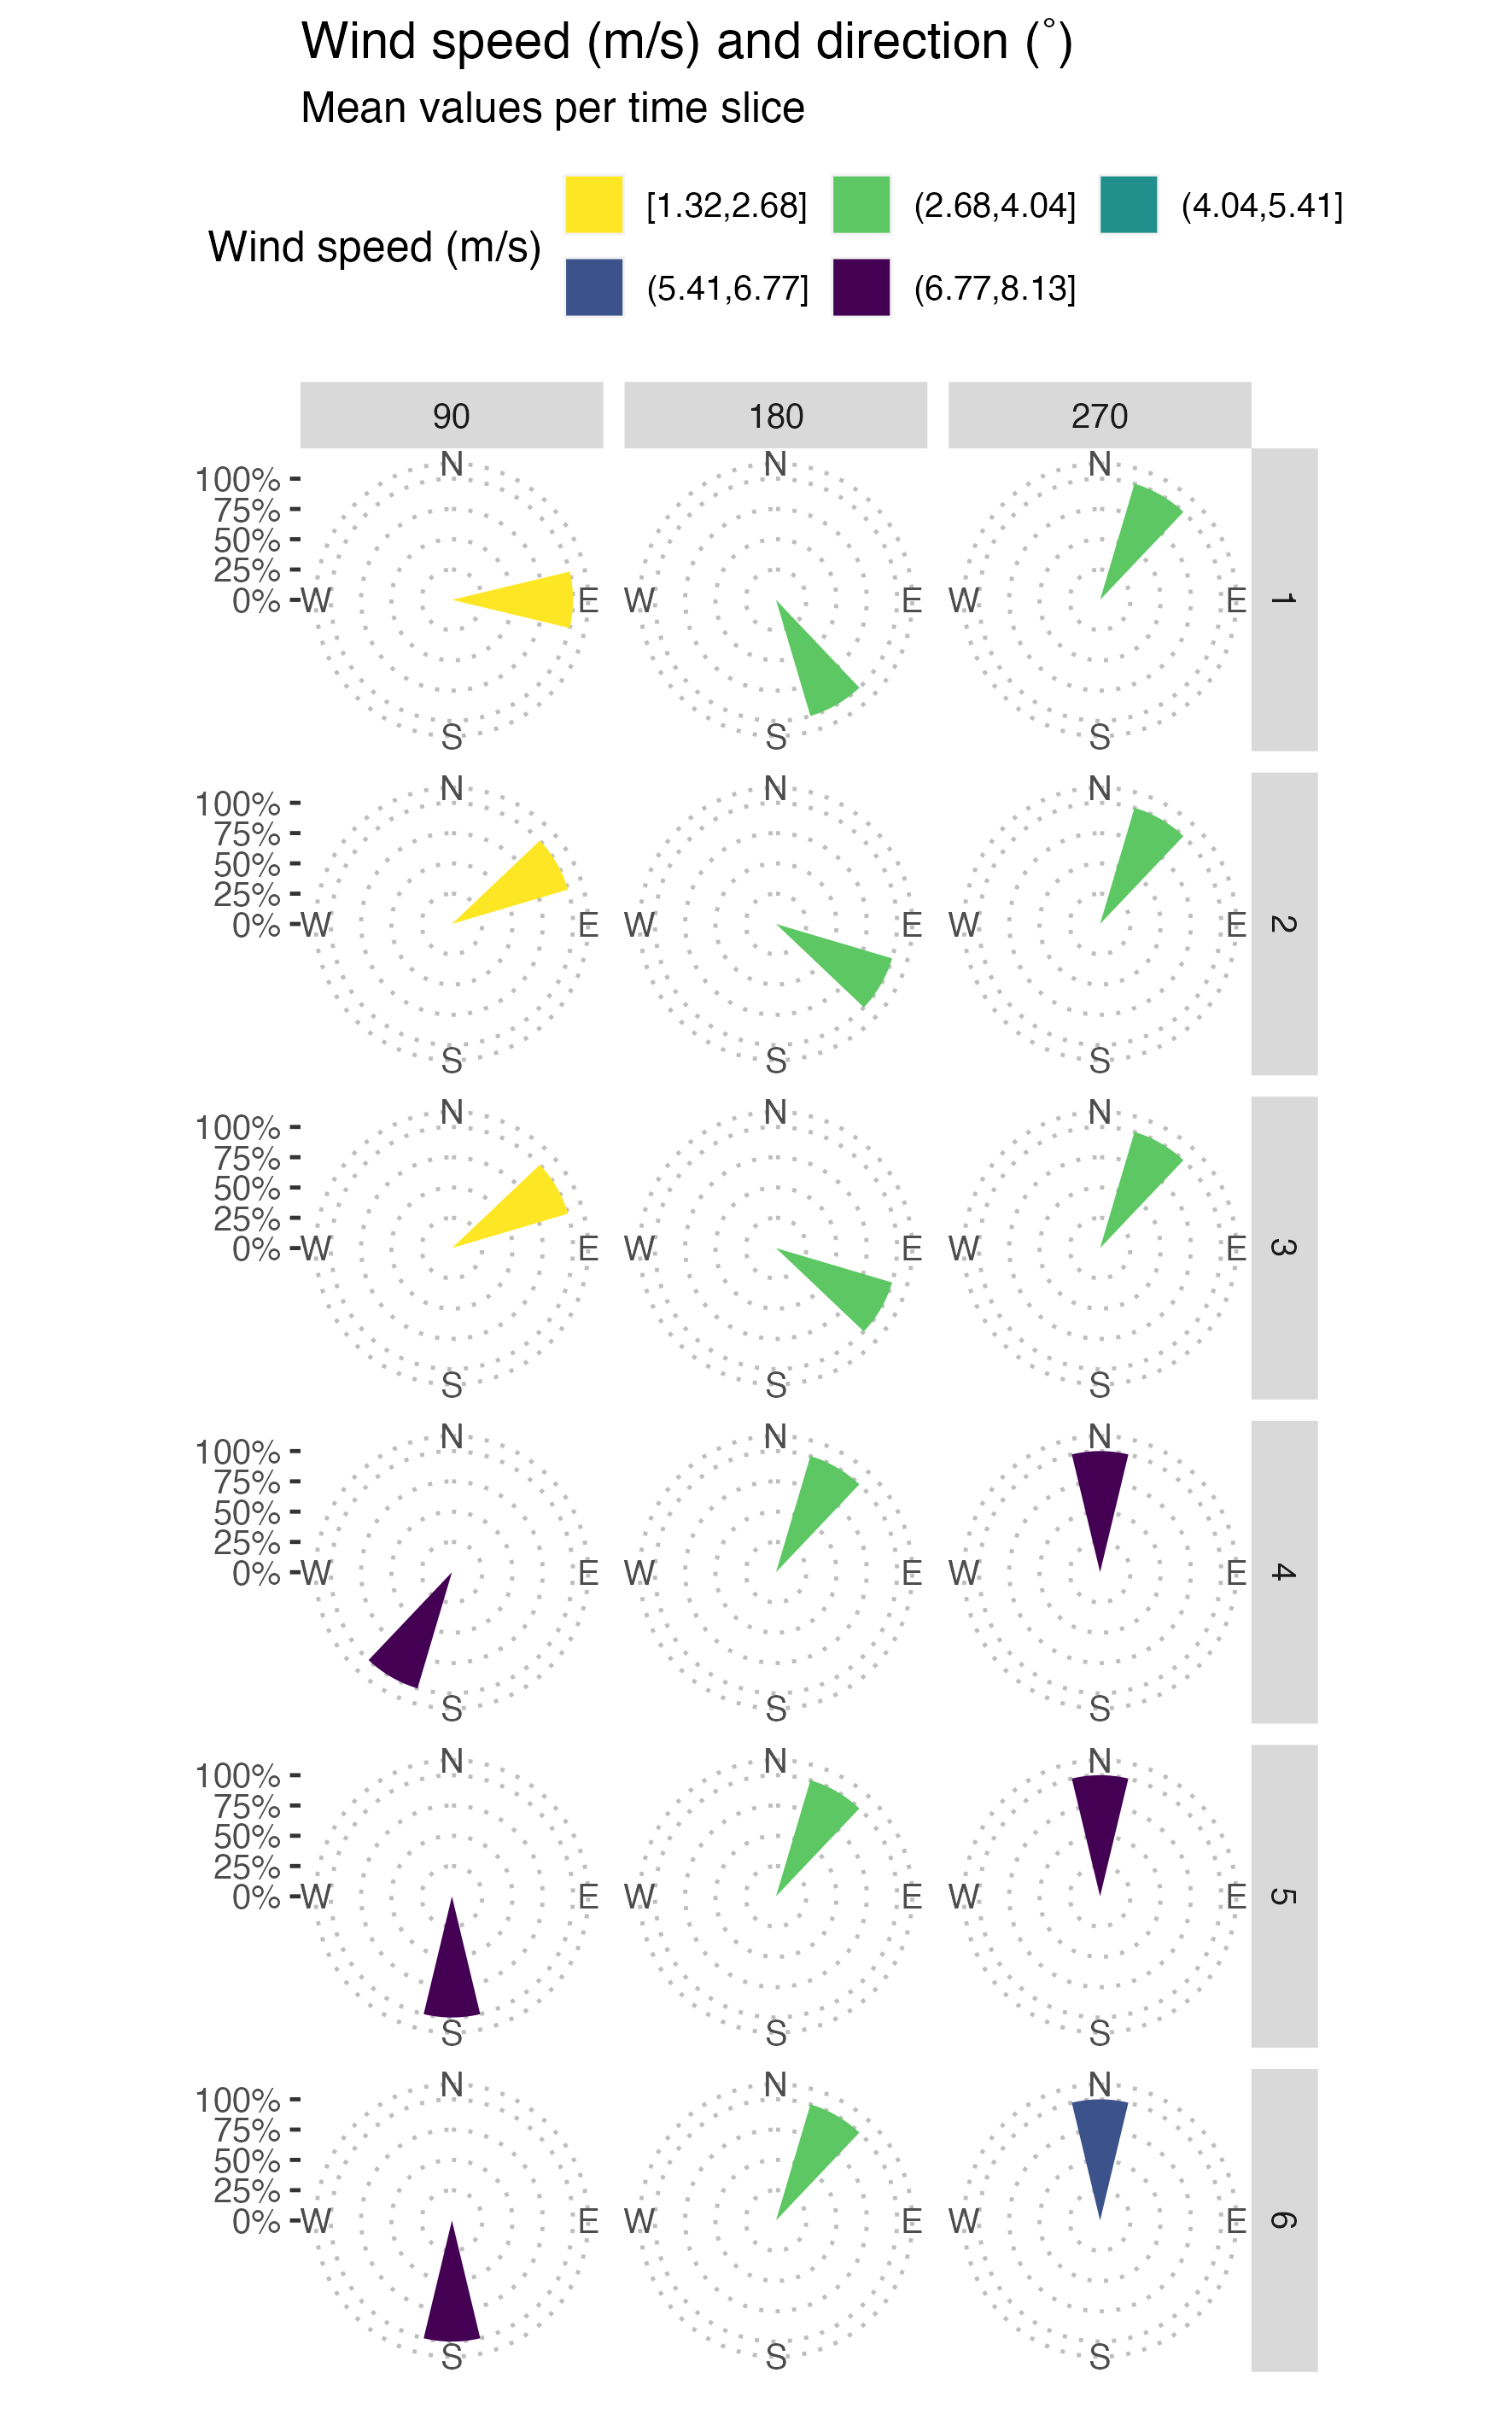 Wind speed (m/s) and direction (°)
Mean values per time slice
Wind speed (m/s)
[1.32,2.68] (2.68,4.04] (4.04,5.41]
(5.41,6.77] (6.77,8.13]
90 180 270
N N N
100%
75%
50%
25%
0% W E W E W E 1
S S S
N N N
100%
75%
50%
25%
0% W E W E W E 2
S S S
N N N
100%
75%
50%
25%
0% W E W E W E 3
S S S
N N N
100%
75%
50%
25%
0% W E W E W E 4
S S S
N N N
100%
75%
50%
25%
0% W E W E W E 5
S S S
N N N
100%
75%
50%
25%
0% W E W E W E 6
S S S